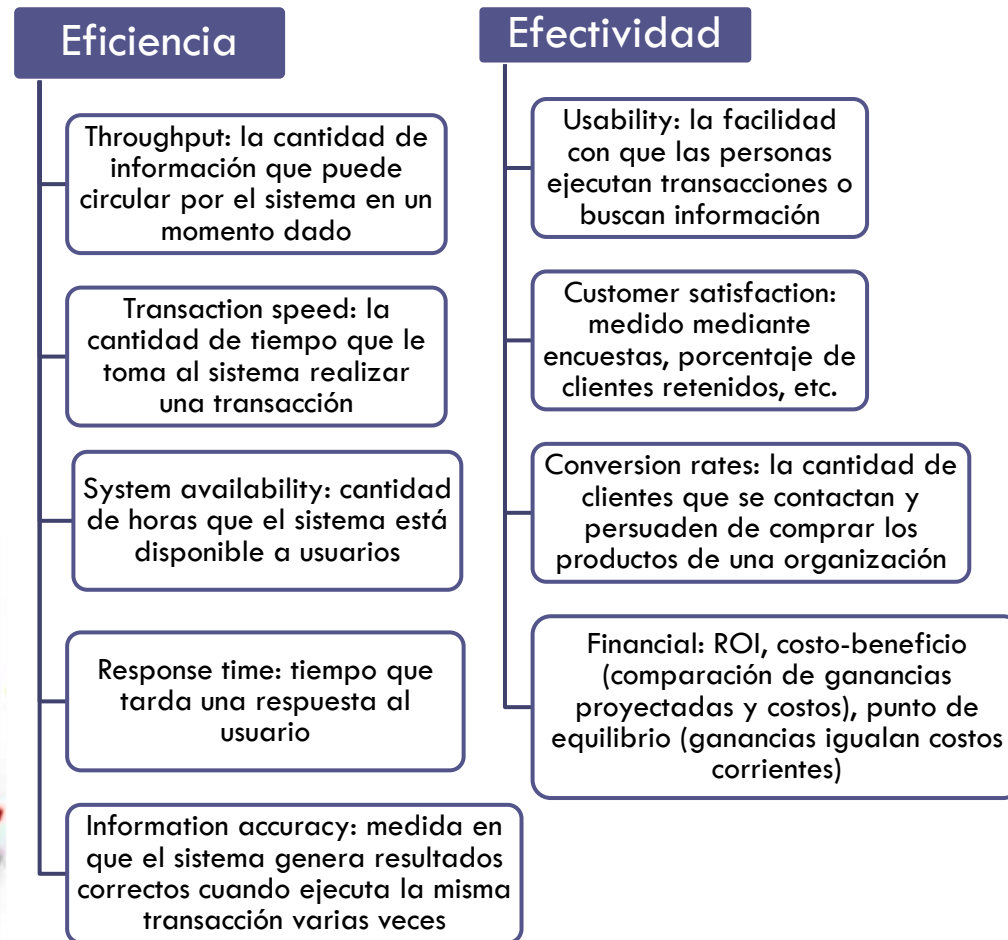 Eficiencia
Throughput: la cantidad de
información que puede
circular por el sistema en un
momento dado
Transaction speed: la
cantidad de tiempo que le
toma al sistema realizar
una transacción
System availability: cantidad
de horas que el sistema está
disponible a usuarios
Response time: tiempo que
tarda una respuesta al
usuario
Information accuracy: medida en
que el sistema genera resultados
correctos cuando ejecuta la misma
transacción varias veces
Efectividad
Usability: la facilidad
con que las personas
ejecutan transacciones o
buscan información
Customer satisfaction:
medido mediante
encuestas, porcentaje de
clientes retenidos, etc.
Conversion rates: la cantidad de
clientes que se contactan y
persuaden de comprar los
productos de una organización
Financial: ROI, costo-beneficio
(comparación de ganancias
proyectadas y costos), punto de
equilibrio (ganancias igualan costos
corrientes)